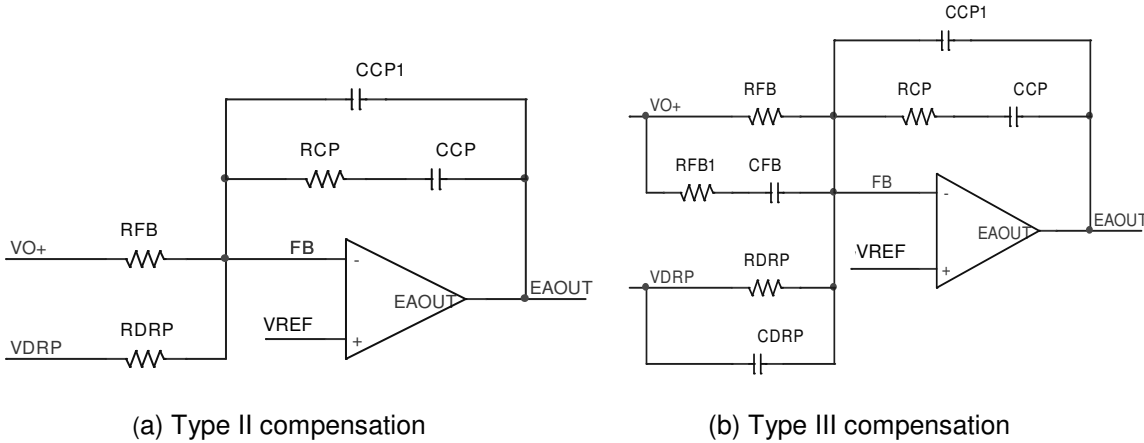 CCP1
RCP CCP
RFB
VO+
FB
-
EAOUT
EAOUT
RDRP
VREF
+
VDRP
(a) Type II compensation
CCP1
RFB RCP CCP
VO+
RFB1 CFB
FB
-
EAOUT
EAOUT
VREF
+
RDRP
VDRP
CDRP
(b) Type III compensation